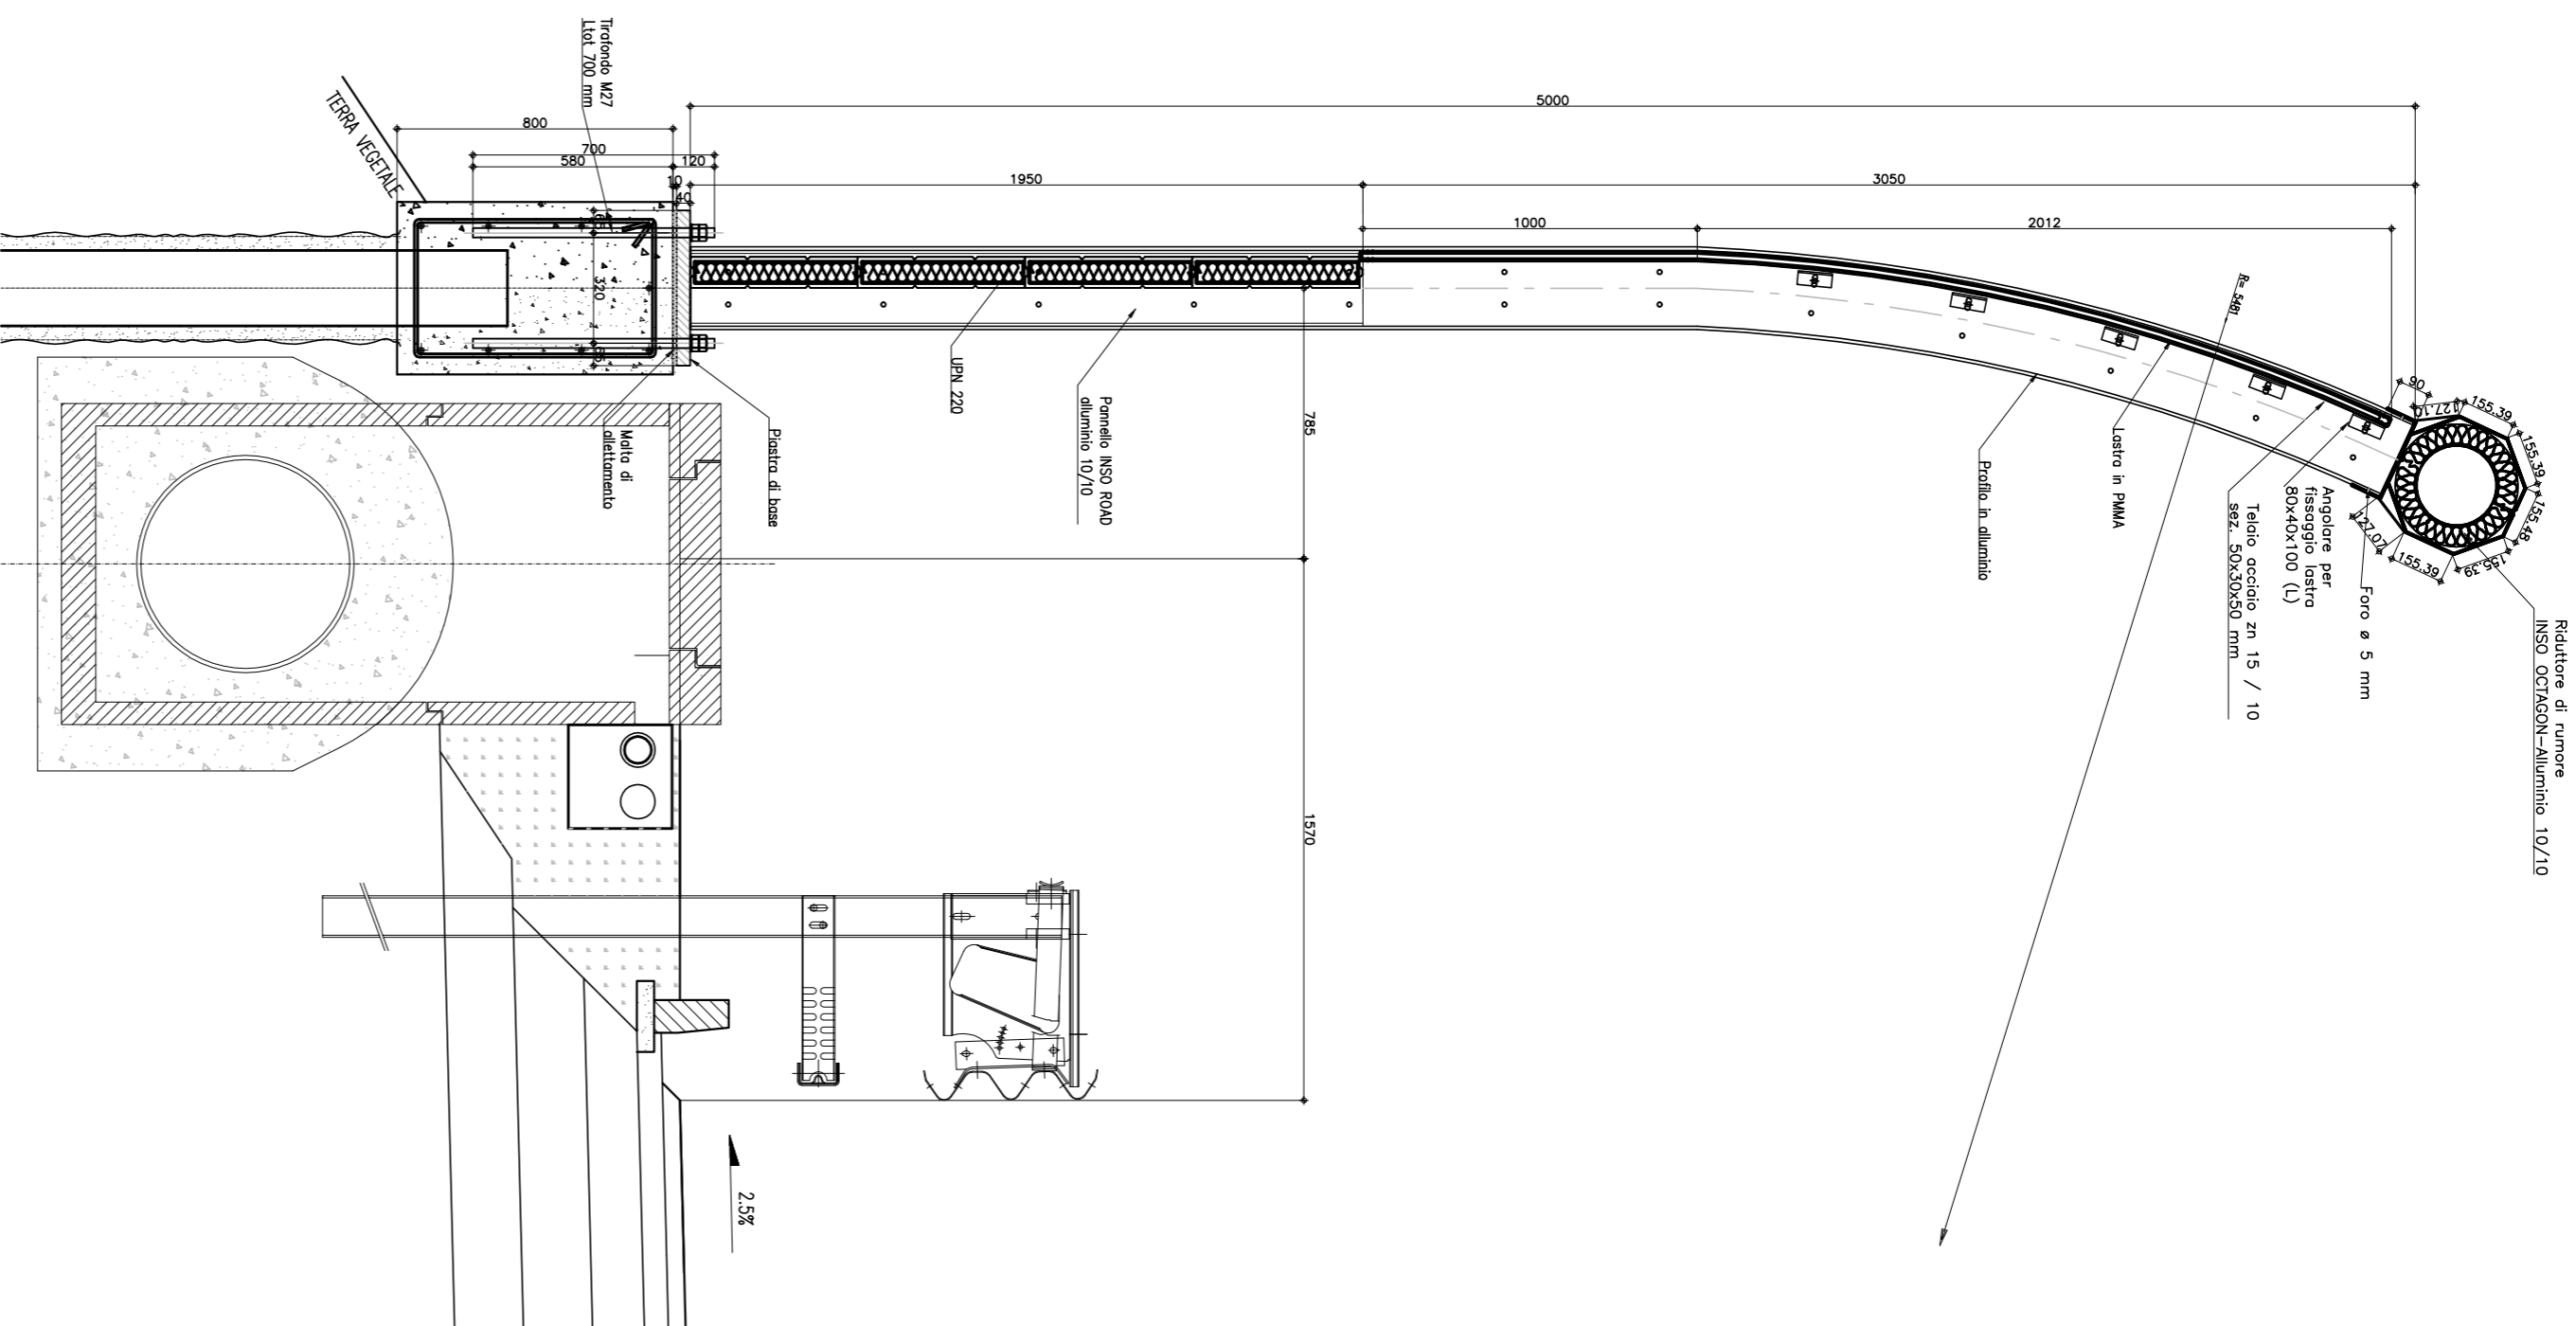 Riduttore di rumore
INSO OCTAGON-Alluminio 10/10
Foro ø 5 mm
Angolare per
fissaggio lastra
80x40x100 (L)
Telaio acciaio zn 15 / 10
sez. 50x30x50 mm
Lastra in PMMA
Profilo in alluminio
R= 5481
Pannello INSO ROAD
alluminio 10/10
UPN 220
Piastra di base
Malta di
allettamento
Tirafondo M27
Ltot 700 mm
TERRA VEGETALE
5000
800
700
580
120
10
40
1950
3050
1000
2012
65
320
65
785
1570
90
127.10
155.39
155.39
155.48
155.39
155.39
127.07
2.5%